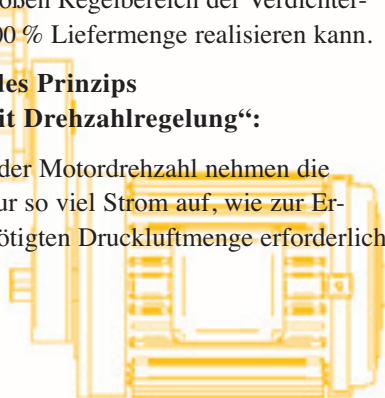 oßen Regelbereich der Verdichter-
00 % Liefermenge realisieren kann.
des Prinzips
it Drehzahlregelung“:
der Motordrehzahl nehmen die
ur so viel Strom auf, wie zur Er-
ötigten Druckluftmenge erforderlich